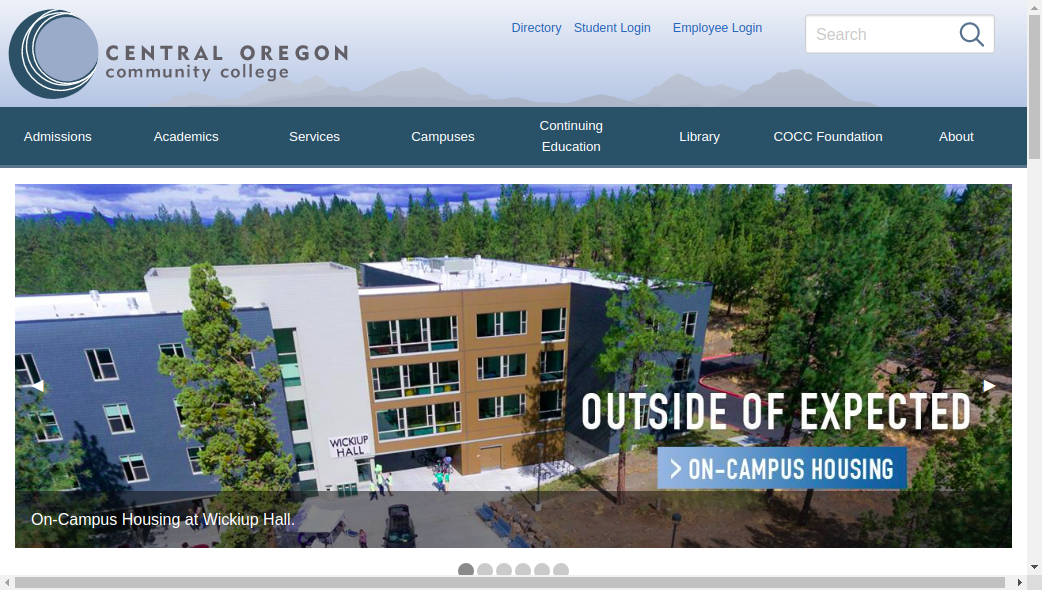 CENTRAL OREGON
community college
Directory
Student Login
Employee Login
Search
Admissions
Academics
Services
Campuses
Continuing
Education
Library
COCC Foundation
About
WICKIUP
HALL
OUTSIDE OF EXPECTED
> ON-CAMPUS HOUSING
On-Campus Housing at Wickiup Hall.